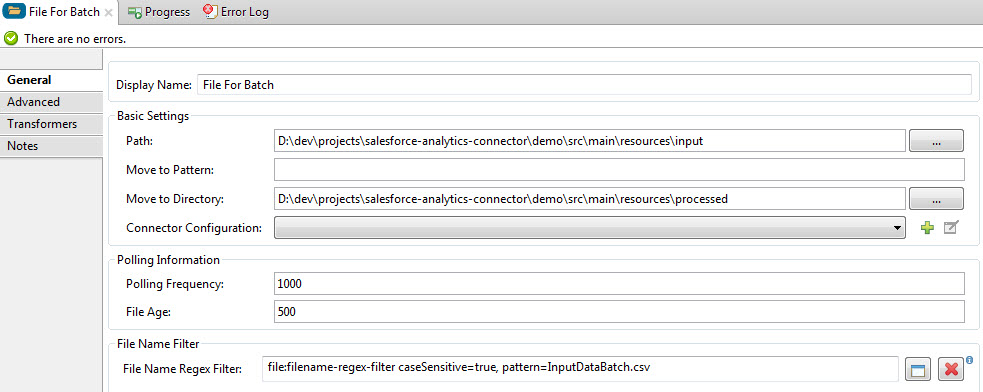 File For Batch Progress Error Log
There are no errors.
General
Advanced
Transformers
Notes
Display Name: File For Batch
Basic Settings
Path: D:\dev\projects\salesforce-analytics-connector\demo\src\main\resources\input ...
Move to Pattern:
Move to Directory: D:\dev\projects\salesforce-analytics-connector\demo\src\main\resources\processed ...
Connector Configuration:
Polling Information
Polling Frequency: 1000
File Age: 500
File Name Filter
File Name Regex Filter: file:filename-regex-filter caseSensitive=true, pattern=InputDataBatch.csv